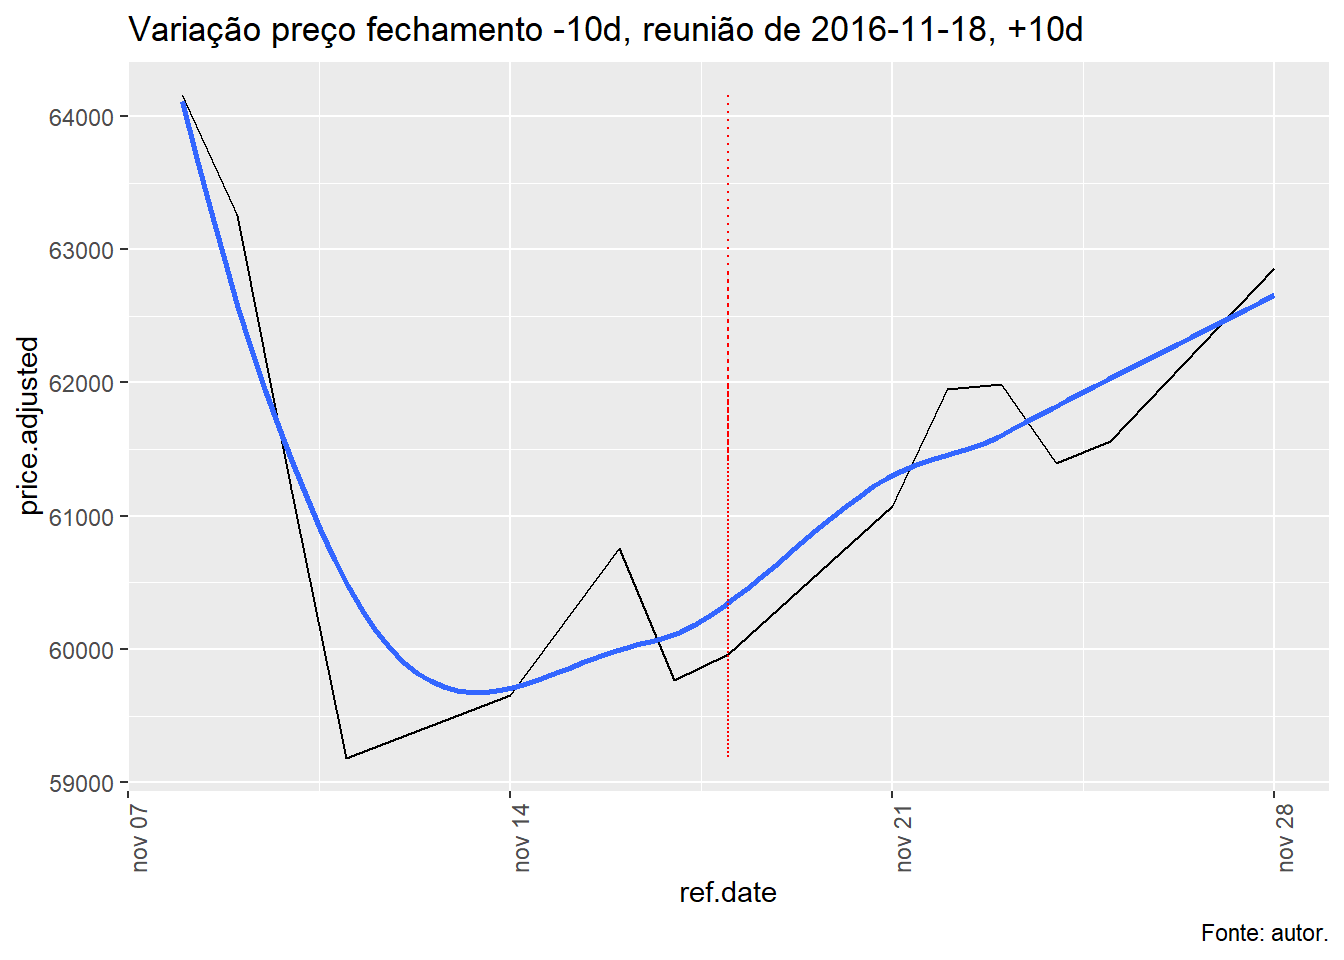 Variação preço fechamento -10d, reunião de 2016-11-18, +10d
price.adjusted
64000
63000
62000
61000
60000
59000
nov 07
nov 14
nov 21
nov 28
ref.date
Fonte: autor.